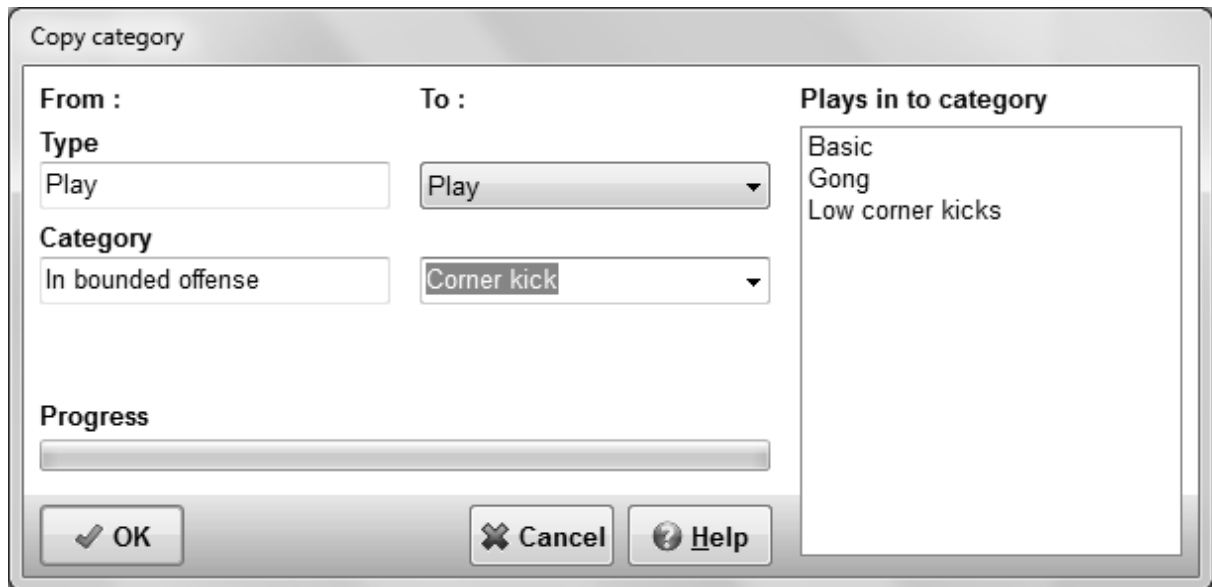 Copy category
From :
To :
Plays in to category
Type
Play
Play
Basic
Gong
Low corner kicks
Category
In bounded offense
Corner kick
Progress
OK
Cancel
Help